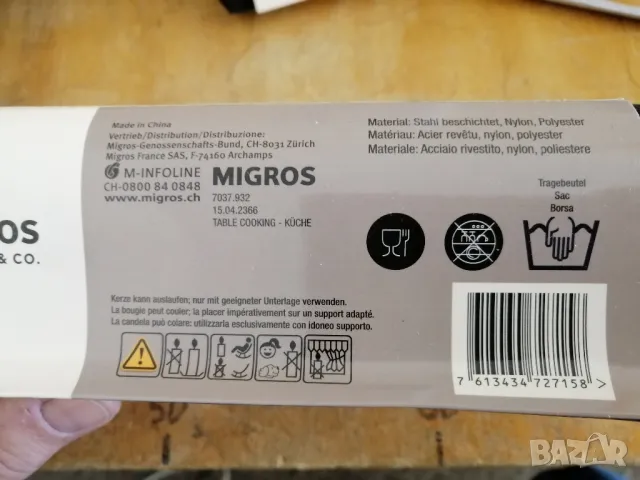 Made in China
Vertrieb/Distribution/Distribuzione:
Migros-Genossenschafts-Bund, CH-8031 Zürich
Migros France SAS, F-74160 Archamps
M-INFOLINE
CH-0800 84 0848
www.migros.ch
MIGROS
7037.932
15.04.2366
TABLE COOKING - KÜCHE
Material: Stahl beschichtet, Nylon, Polyester
Matériau: Acier revêtu, nylon, polyester
Materiale: Acciaio rivestito, nylon, poliestere
Tragebeutel
Sac
Borsa
OS
& CO.
Kerze kann auslaufen; nur mit geeigneter Unterlage verwenden.
La bougie peut couler; la placer impérativement sur un support adapté.
La candela può colare: utilizzarla esclusivamente con idoneo supporto.
7 613434 727158 >
BAZAR